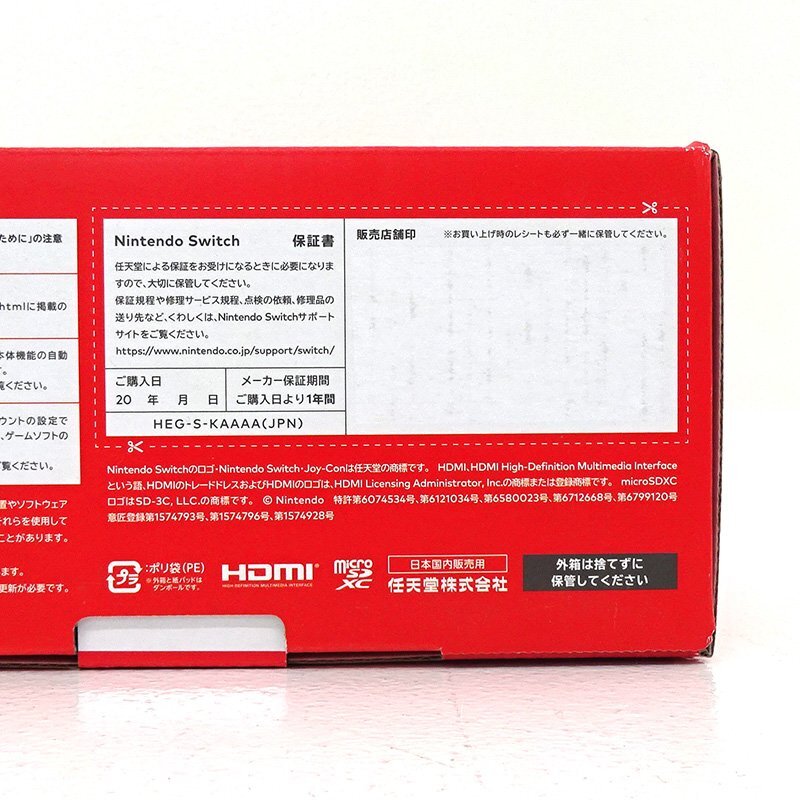 ために」の注意
htmlに掲載の
本体機能の自動
す。
覧ください。
ウントの設定で
、ゲームソフトの
ご覧ください。
置やソフトウェア
それらを使用して
ことがあります。
ます。
更新が必要です。
Nintendo Switch 保証書
任天堂による保証をお受けになるときに必要になりま
すので、大切に保管してください。
保証規程や修理サービス規程、点検の依頼、修理品の
送り先など、くわしくは、Nintendo Switchサポート
サイトをご覧ください。
https://www.nintendo.co.jp/support/switch/
ご購入日
20 年 月 日
メーカー保証期間
ご購入日より1年間
HEG-S-KAAAA(JPN)
販売店舗印 ※お買い上げ時のレシートも必ず一緒に保管してください。
Nintendo Switchのロゴ・Nintendo Switch・Joy-Conは任天堂の商標です。 HDMI、HDMI High-Definition Multimedia Interface
という語、HDMIのトレードドレスおよびHDMIのロゴは、HDMI Licensing Administrator, Inc.の商標または登録商標です。 microSDXC
ロゴはSD-3C, LLC.の商標です。 © Nintendo 特許第6074534号、第6121034号、第6580023号、第6712668号、第6799120号
意匠登録第1574793号、第1574796号、第1574928号
プラ
:ポリ袋(PE)
※外箱と紙パッドは
ダンボールです。
HDMI
HIGH-DEFINITION MULTIMEDIA INTERFACE
micro
SD
XC
日本国内販売用
任天堂株式会社
外箱は捨てずに
保管してください